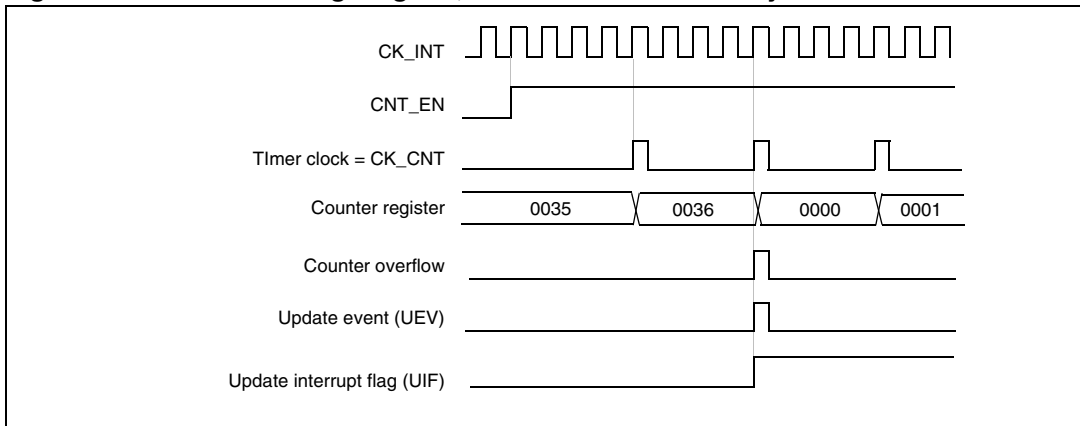 CK_INT
CNT_EN
TImer clock = CK_CNT
Counter register
0035
0036
0000
0001
Counter overflow
Update event (UEV)
Update interrupt flag (UIF)